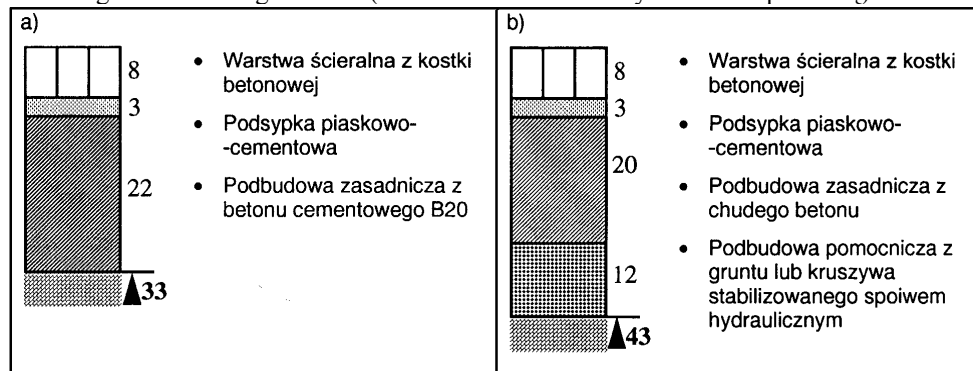 a)
8
3
22
33
• Warstwa ścieralna z kostki
betonowej
• Podsypka piaskowo-
-cementowa
• Podbudowa zasadnicza z
betonu cementowego B20
b)
8
3
20
12
43
• Warstwa ścieralna z kostki
betonowej
• Podsypka piaskowo-
-cementowa
• Podbudowa zasadnicza z
chudego betonu
• Podbudowa pomocnicza z
gruntu lub kruszywa
stabilizowanego spoiwem
hydraulicznym